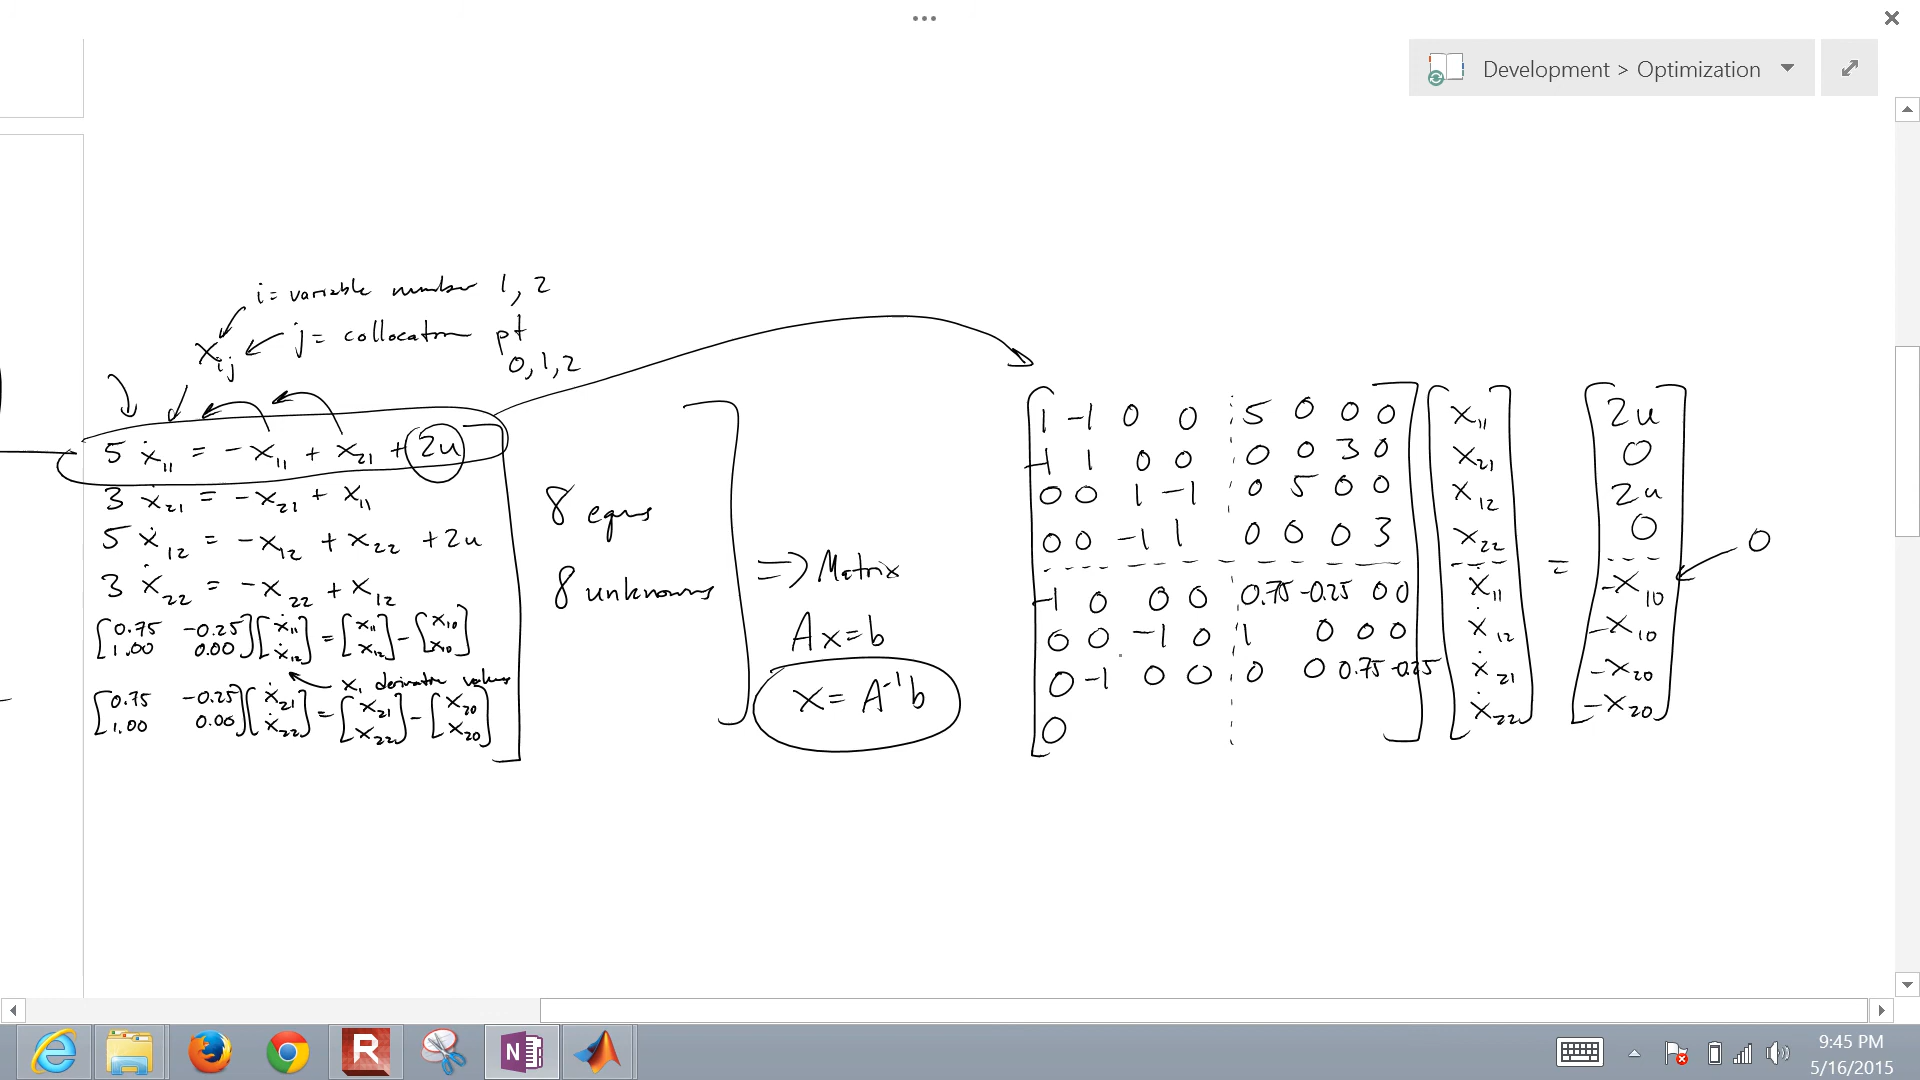 ...
Development > Optimization
i = variable number 1, 2
xij
j = collocation pt
0, 1, 2
5 ẋ11 = -x11 + x21 + 2u
3 ẋ21 = -x21 + x11
5 ẋ12 = -x12 + x22 + 2u
3 ẋ22 = -x22 + x12
[0.75 -0.25] [ẋ11] = [x11] - [x10]
[1.00 0.00] [ẋ12] [x12] [x10]
x1 derivative values
[0.75 -0.25] [ẋ21] = [x21] - [x20]
[1.00 0.00] [ẋ22] [x22] [x20]
8 eqns
8 unknowns
=> Matrix
Ax = b
x = A⁻¹b
1 -1 0 0 5 0 0 0 x11 2u
-1 1 0 0 0 0 3 0 x21 0
0 0 1 -1 0 5 0 0 x12 2u
0 0 -1 1 0 0 0 3 x22 0
= 0
-1 0 0 0 0.75 -0.25 0 0 ẋ11 -x10
0 0 -1 0 1 0 0 0 ẋ12 -x10
0 -1 0 0 0 0 0.75 -0.25 ẋ21 -x20
0 ẋ22 -x20
R
N
9:45 PM
5/16/2015